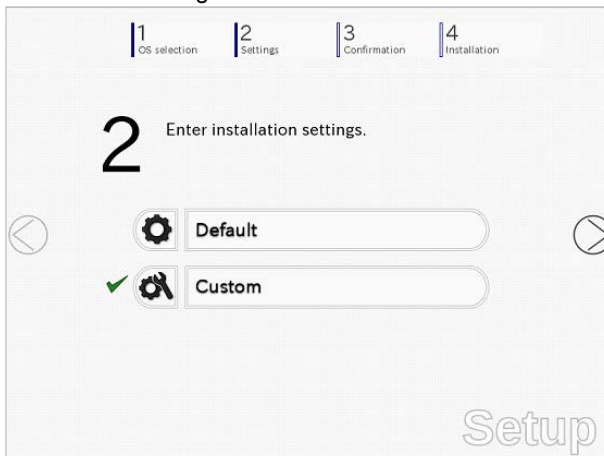 1
OS selection
2
Settings
3
Confirmation
4
Installation
2
Enter installation settings.
Default
Custom
Setup